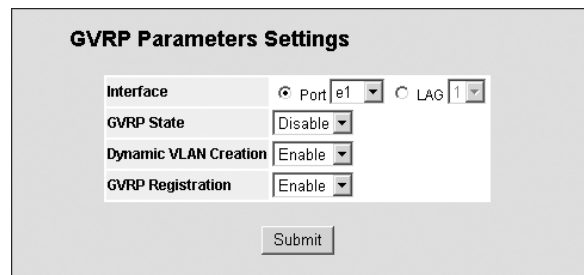 GVRP Parameters Settings
Interface Port e1 LAG 1
GVRP State Disable
Dynamic VLAN Creation Enable
GVRP Registration Enable
Submit